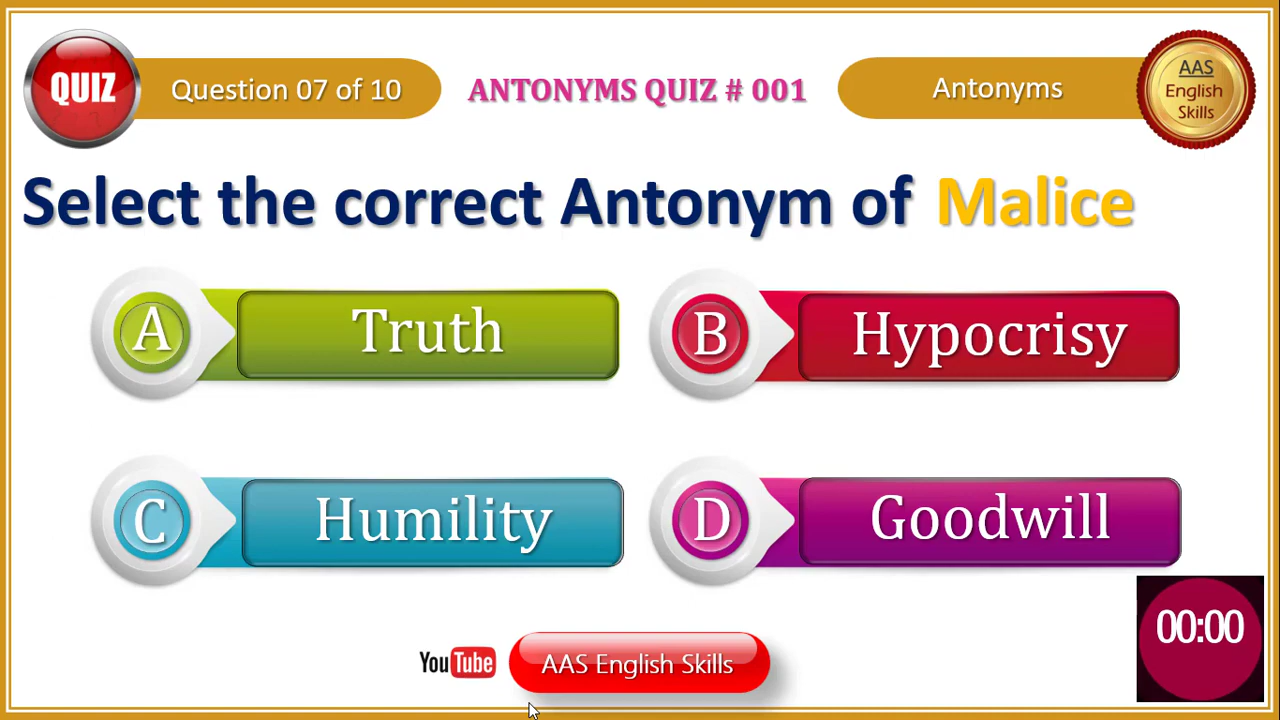 QUIZ
Question 07 of 10
ANTONYMS QUIZ # 001
Antonyms
AAS
English
Skills
Select the correct Antonym of Malice
A Truth
B Hypocrisy
C Humility
D Goodwill
00:00
YouTube
AAS English Skills